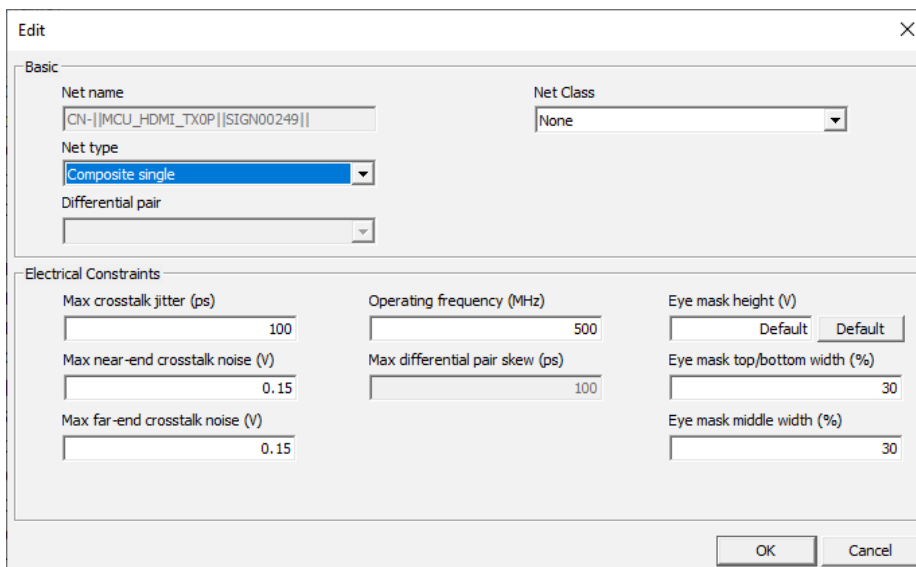 Edit
Basic
Net name
Net Class
CN-||MCU_HDMI_TX0P||SIGN00249||
None
Net type
Composite single
Differential pair
Electrical Constraints
Max crosstalk jitter (ps)
Operating frequency (MHz)
Eye mask height (V)
100
500
Default
Default
Max near-end crosstalk noise (V)
Max differential pair skew (ps)
Eye mask top/bottom width (%)
0.15
100
30
Max far-end crosstalk noise (V)
Eye mask middle width (%)
0.15
30
OK
Cancel